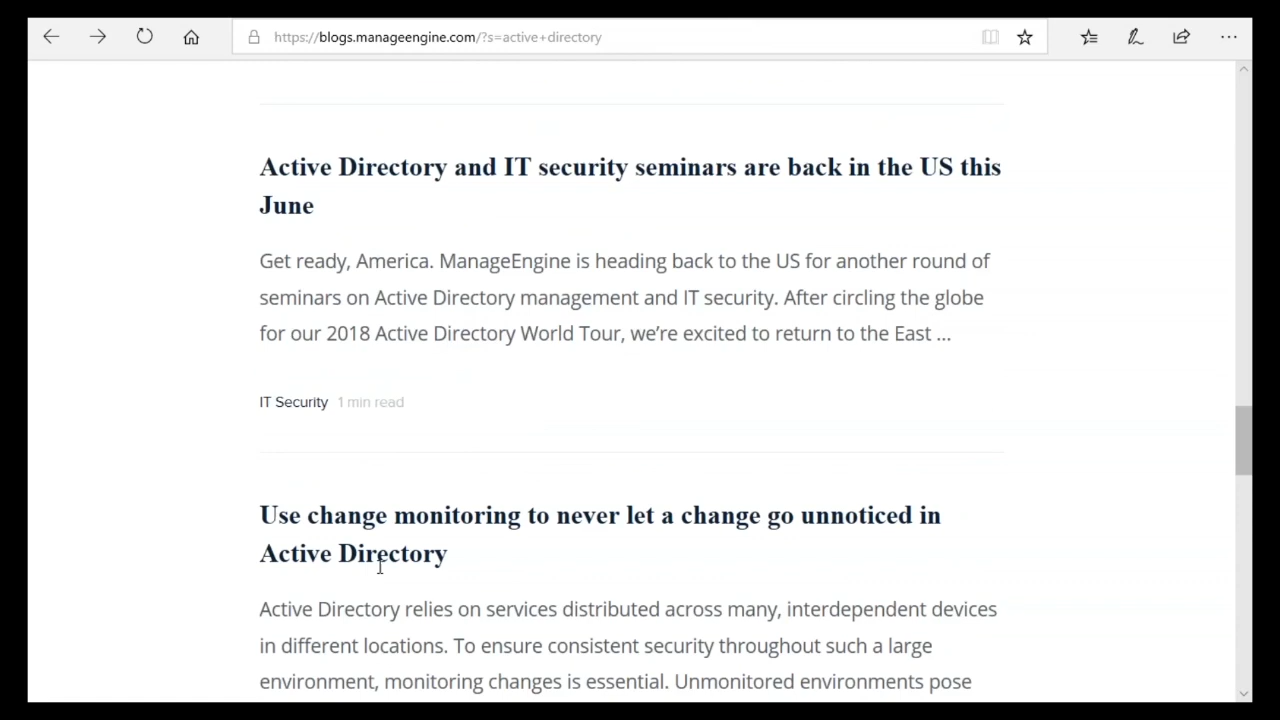 https://blogs.manageengine.com/?s=active+directory
Active Directory and IT security seminars are back in the US this
June
Get ready, America. ManageEngine is heading back to the US for another round of
seminars on Active Directory management and IT security. After circling the globe
for our 2018 Active Directory World Tour, we’re excited to return to the East ...
IT Security 1 min read
Use change monitoring to never let a change go unnoticed in
Active Directory
Active Directory relies on services distributed across many, interdependent devices
in different locations. To ensure consistent security throughout such a large
environment, monitoring changes is essential. Unmonitored environments pose